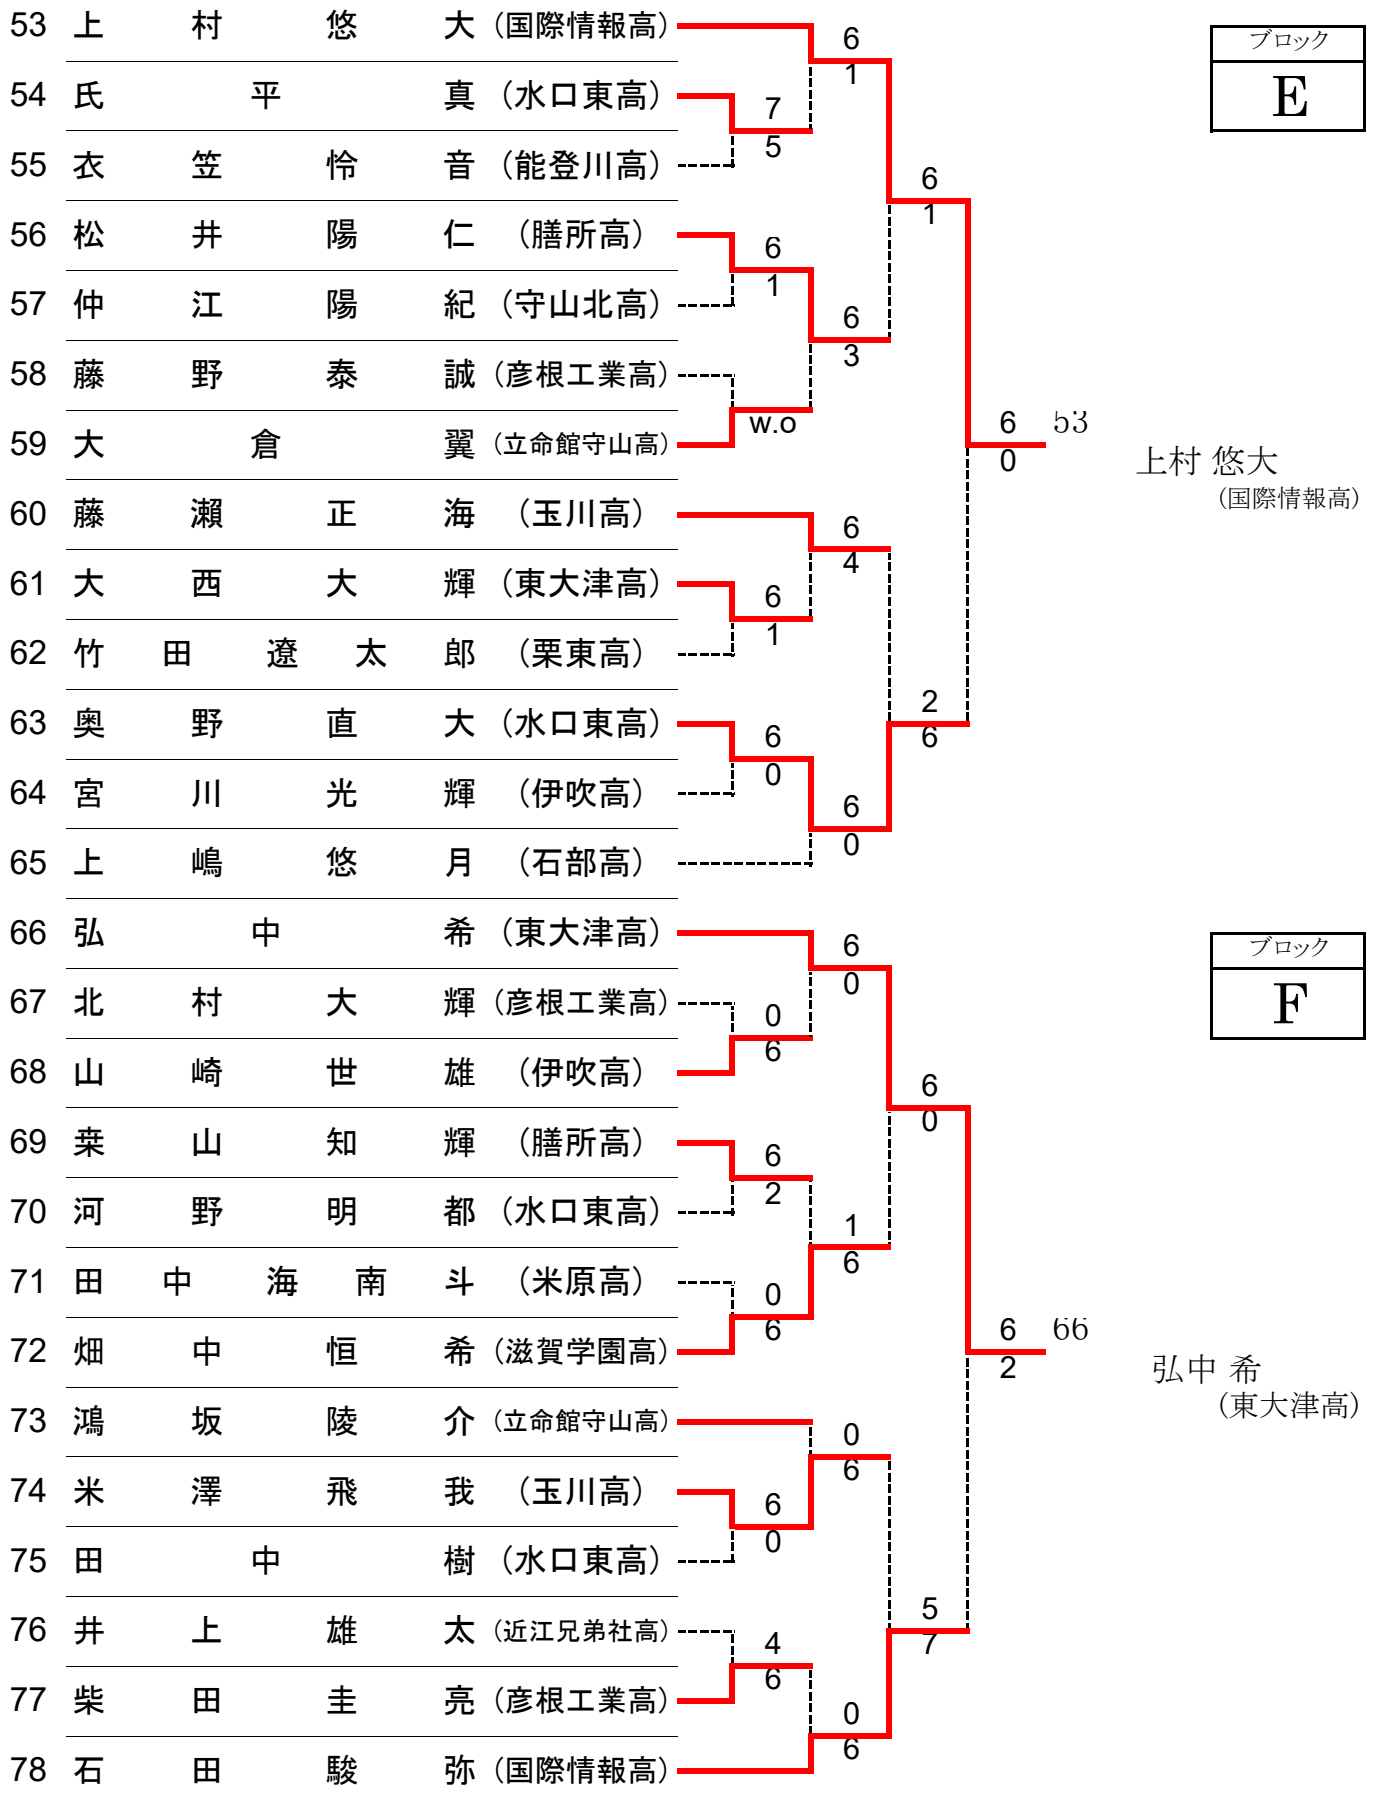 53 上村悠大 (国際情報高)
6
1
ブロック
E
54 氏平真 (水口東高)
7
5
55 衣笠怜音 (能登川高)
6
1
56 松井陽仁 (膳所高)
6
1
57 仲江陽紀 (守山北高)
6
3
58 藤野泰誠 (彦根工業高)
w.o
59 大倉翼 (立命館守山高)
6 53
0
上村 悠大
(国際情報高)
60 藤瀬正海 (玉川高)
6
4
61 大西大輝 (東大津高)
6
1
62 竹田遼太郎 (栗東高)
2
6
63 奥野直大 (水口東高)
6
0
64 宮川光輝 (伊吹高)
6
0
65 上嶋悠月 (石部高)
66 弘中希 (東大津高)
6
0
ブロック
F
67 北村大輝 (彦根工業高)
0
6
68 山崎世雄 (伊吹高)
6
0
69 桒山知輝 (膳所高)
6
2
70 河野明都 (水口東高)
1
6
71 田中海南斗 (米原高)
0
6
72 畑中恒希 (滋賀学園高)
6 66
2
弘中 希
(東大津高)
73 鴻坂陵介 (立命館守山高)
0
6
74 米澤飛我 (玉川高)
6
0
75 田中樹 (水口東高)
5
7
76 井上雄太 (近江兄弟社高)
4
6
77 柴田圭亮 (彦根工業高)
0
6
78 石田駿弥 (国際情報高)